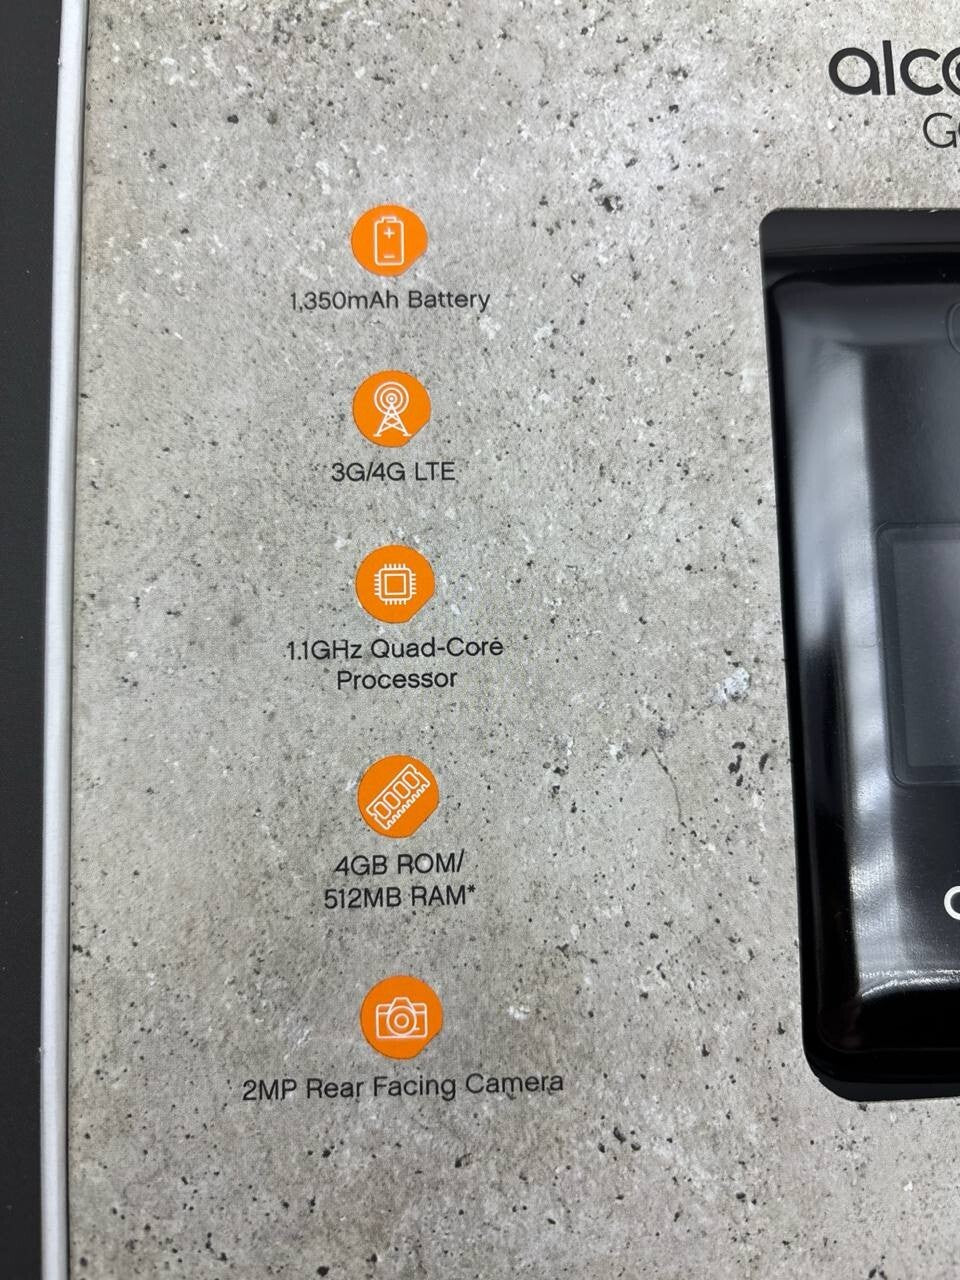 alc
G
1,350mAh Battery
3G/4G LTE
1.1GHz Quad-Core
Processor
4GB ROM/
512MB RAM*
2MP Rear Facing Camera